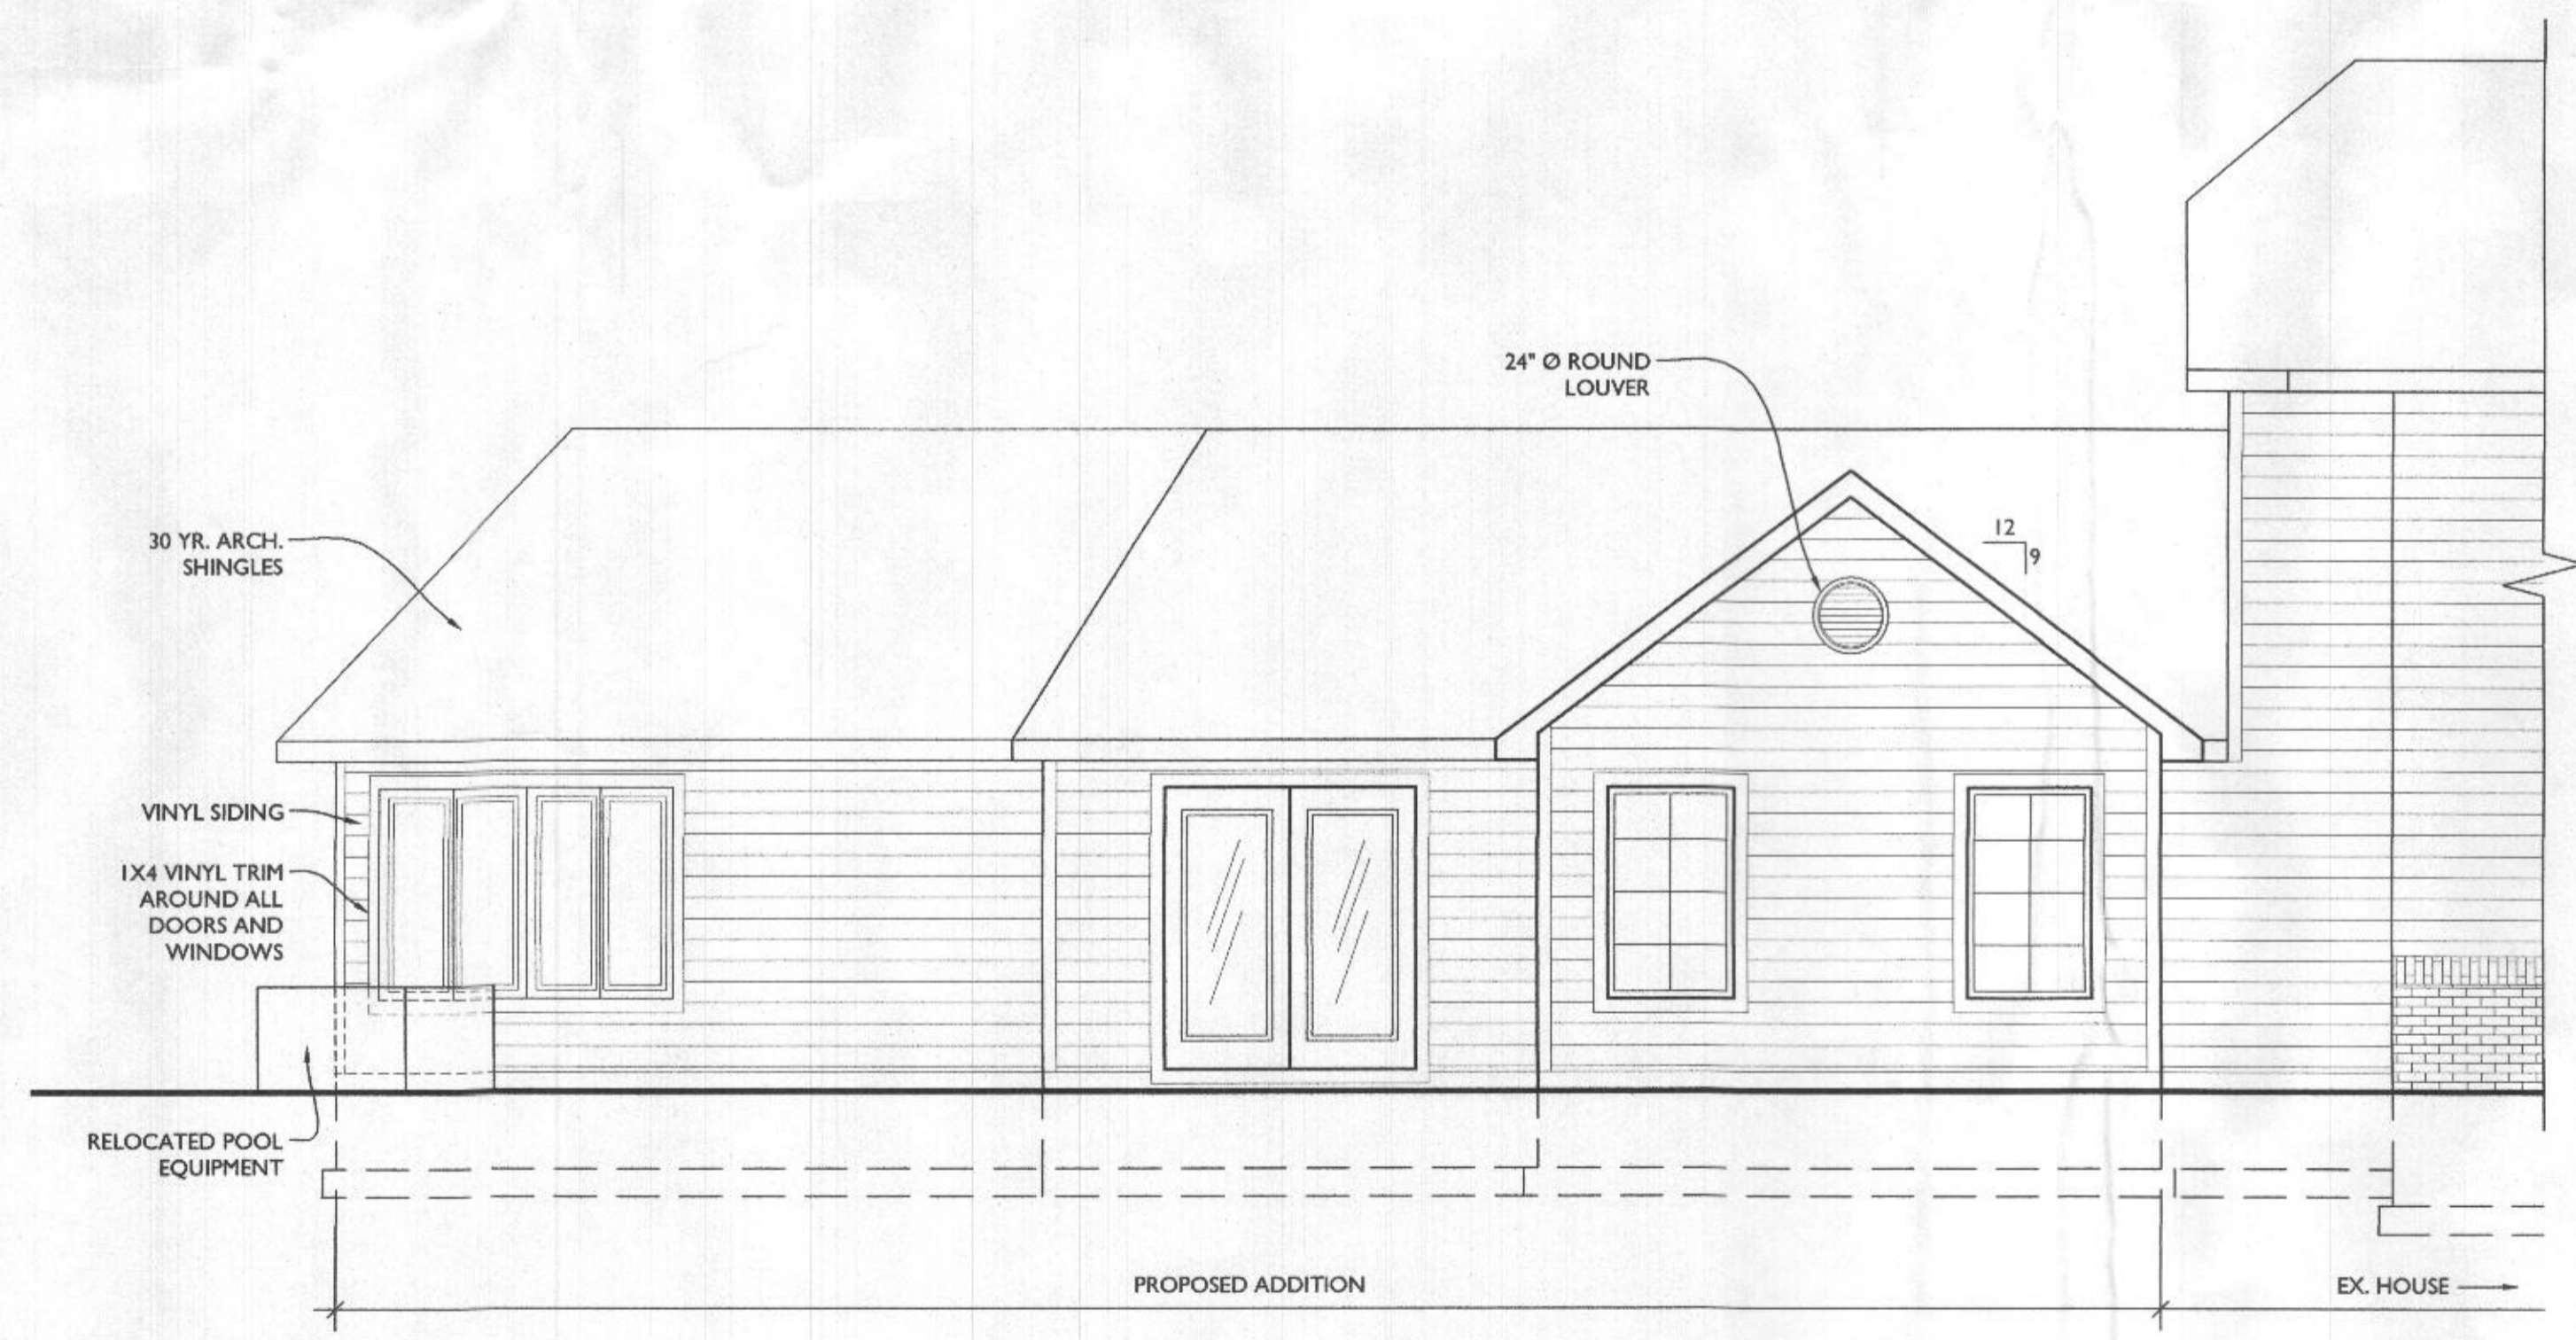 24" Ø ROUND
LOUVER
12
9
30 YR. ARCH.
SHINGLES
VINYL SIDING
1X4 VINYL TRIM
AROUND ALL
DOORS AND
WINDOWS
RELOCATED POOL
EQUIPMENT
PROPOSED ADDITION
EX. HOUSE